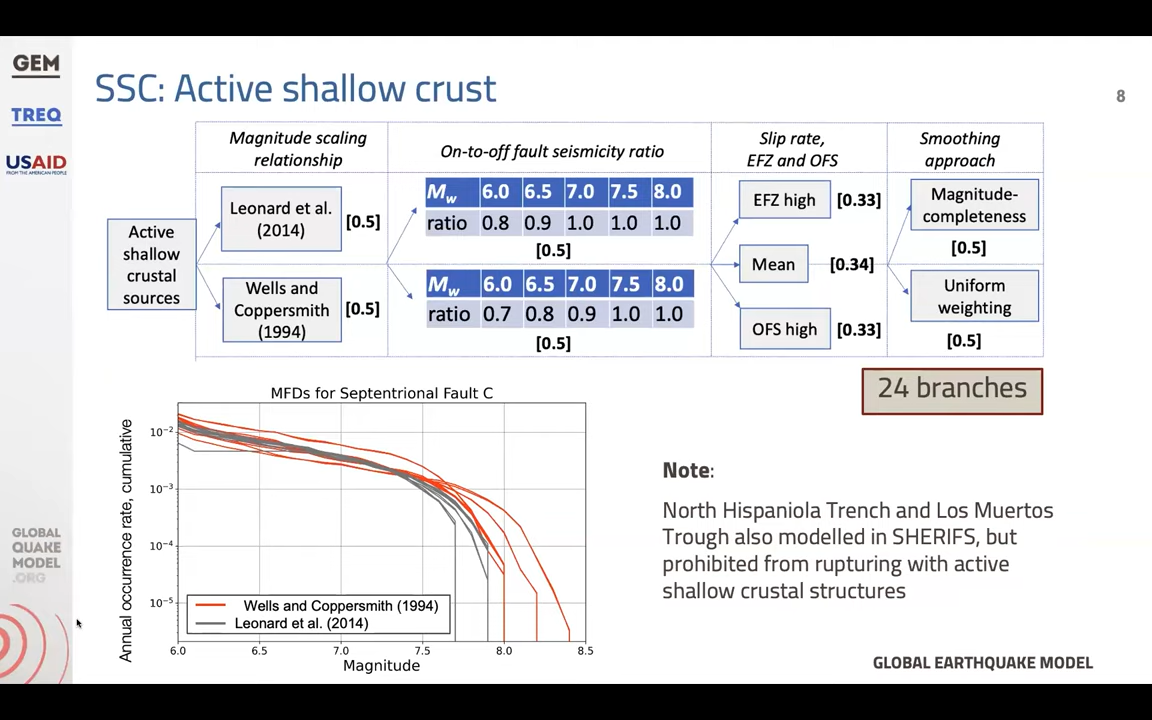 GEM
TREQ
USAID
FROM THE AMERICAN PEOPLE
GLOBAL
QUAKE
MODEL
.ORG
SSC: Active shallow crust
8
Magnitude scaling
relationship
On-to-off fault seismicity ratio
Slip rate,
EFZ and OFS
Smoothing
approach
Active
shallow
crustal
sources
Leonard et al.
(2014)
[0.5]
Wells and
Coppersmith
(1994)
[0.5]
Mw 6.0 6.5 7.0 7.5 8.0
ratio 0.8 0.9 1.0 1.0 1.0
[0.5]
Mw 6.0 6.5 7.0 7.5 8.0
ratio 0.7 0.8 0.9 1.0 1.0
[0.5]
EFZ high [0.33]
Mean [0.34]
OFS high [0.33]
Magnitude-
completeness
[0.5]
Uniform
weighting
[0.5]
24 branches
MFDs for Septentrional Fault C
Annual occurrence rate, cumulative
10⁻²
10⁻³
10⁻⁴
10⁻⁵
Wells and Coppersmith (1994)
Leonard et al. (2014)
6.0 6.5 7.0 7.5 8.0 8.5
Magnitude
Note:
North Hispaniola Trench and Los Muertos
Trough also modelled in SHERIFS, but
prohibited from rupturing with active
shallow crustal structures
GLOBAL EARTHQUAKE MODEL